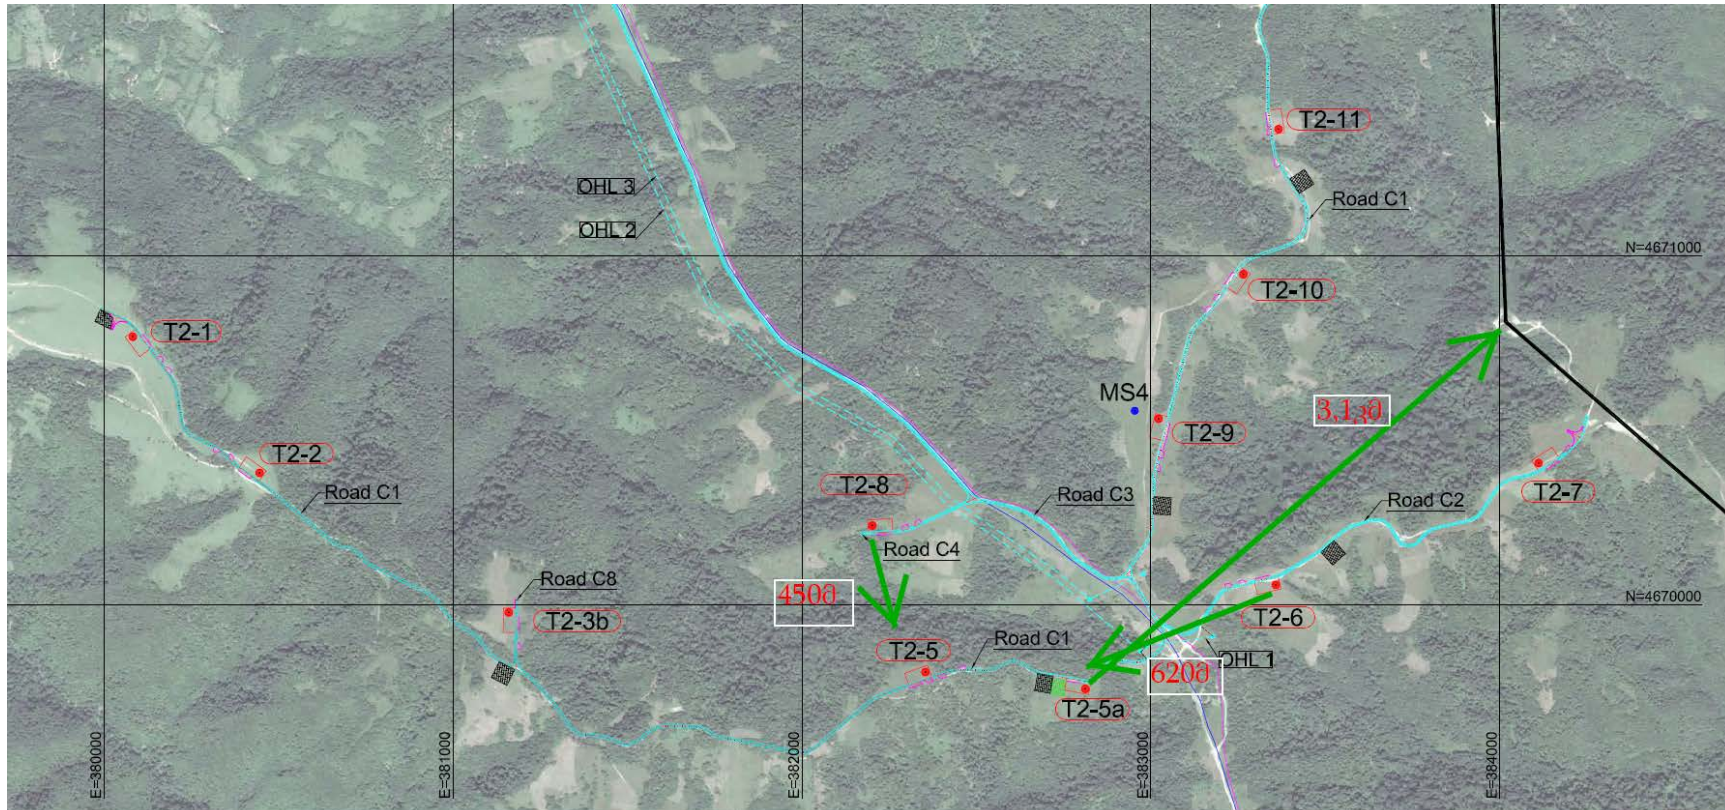 T2-11
OHL 3
Road C1
OHL 2
N=4671000
T2-10
T2-1
MS4
T2-9
T2-2
T2-8
T2-7
Road C1
Road C3
Road C2
Road C4
Road C8
4500
N=4670000
T2-3b
T2-6
Road C1
T2-5
OHL 1
6200
T2-5a
E=380000
E=381000
E=382000
E=383000
E=384000